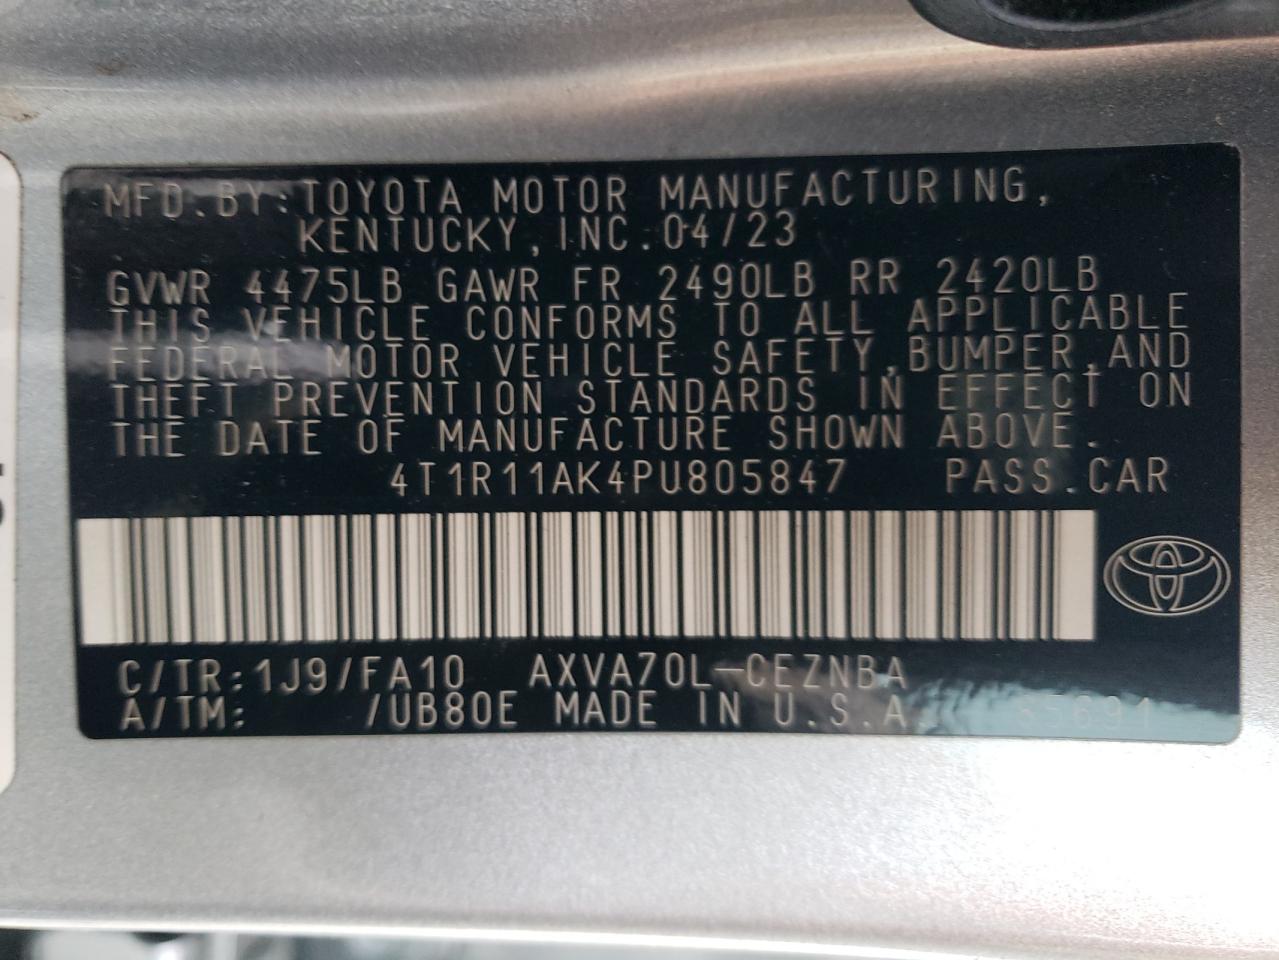 MFD.BY:TOYOTA MOTOR MANUFACTURING,
KENTUCKY,INC.04/23
GVWR 4475LB GAWR FR 2490LB RR 2420LB
THIS VEHICLE CONFORMS TO ALL APPLICABLE
FEDERAL MOTOR VEHICLE SAFETY,BUMPER,AND
THEFT PREVENTION STANDARDS IN EFFECT ON
THE DATE OF MANUFACTURE SHOWN ABOVE.
4T1R11AK4PU805847 PASS.CAR
C/TR:1J9/FA10 AXVA70L-CEZNBA
A/TM: /UB80E MADE IN U.S.A.